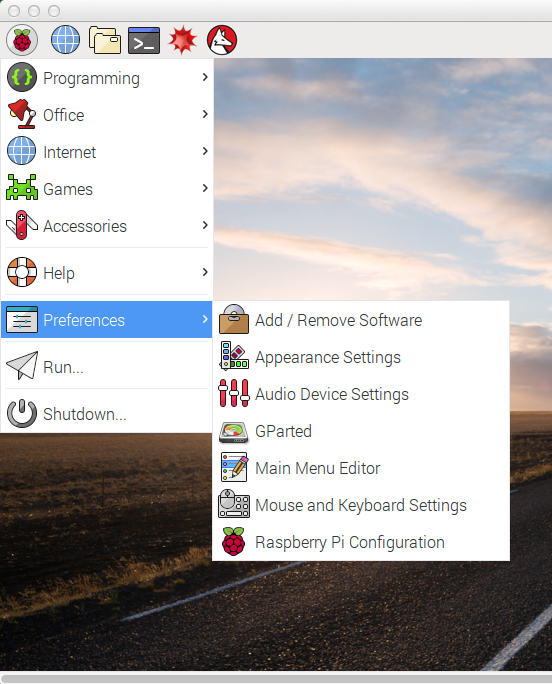 Programming
Office
Internet
Games
Accessories
Help
Preferences
Run...
Shutdown...
Add / Remove Software
Appearance Settings
Audio Device Settings
GParted
Main Menu Editor
Mouse and Keyboard Settings
Raspberry Pi Configuration